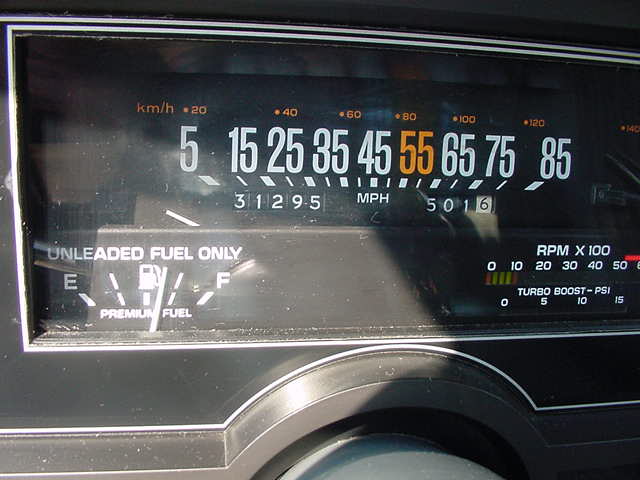 km/h 20 40 60 80 100 120 140
5 15 25 35 45 55 65 75 85
31295 MPH 5016
UNLEADED FUEL ONLY
RPM X 100
E F
0 10 20 30 40 50
TURBO BOOST-PSI
0 5 10 15
PREMIUM FUEL